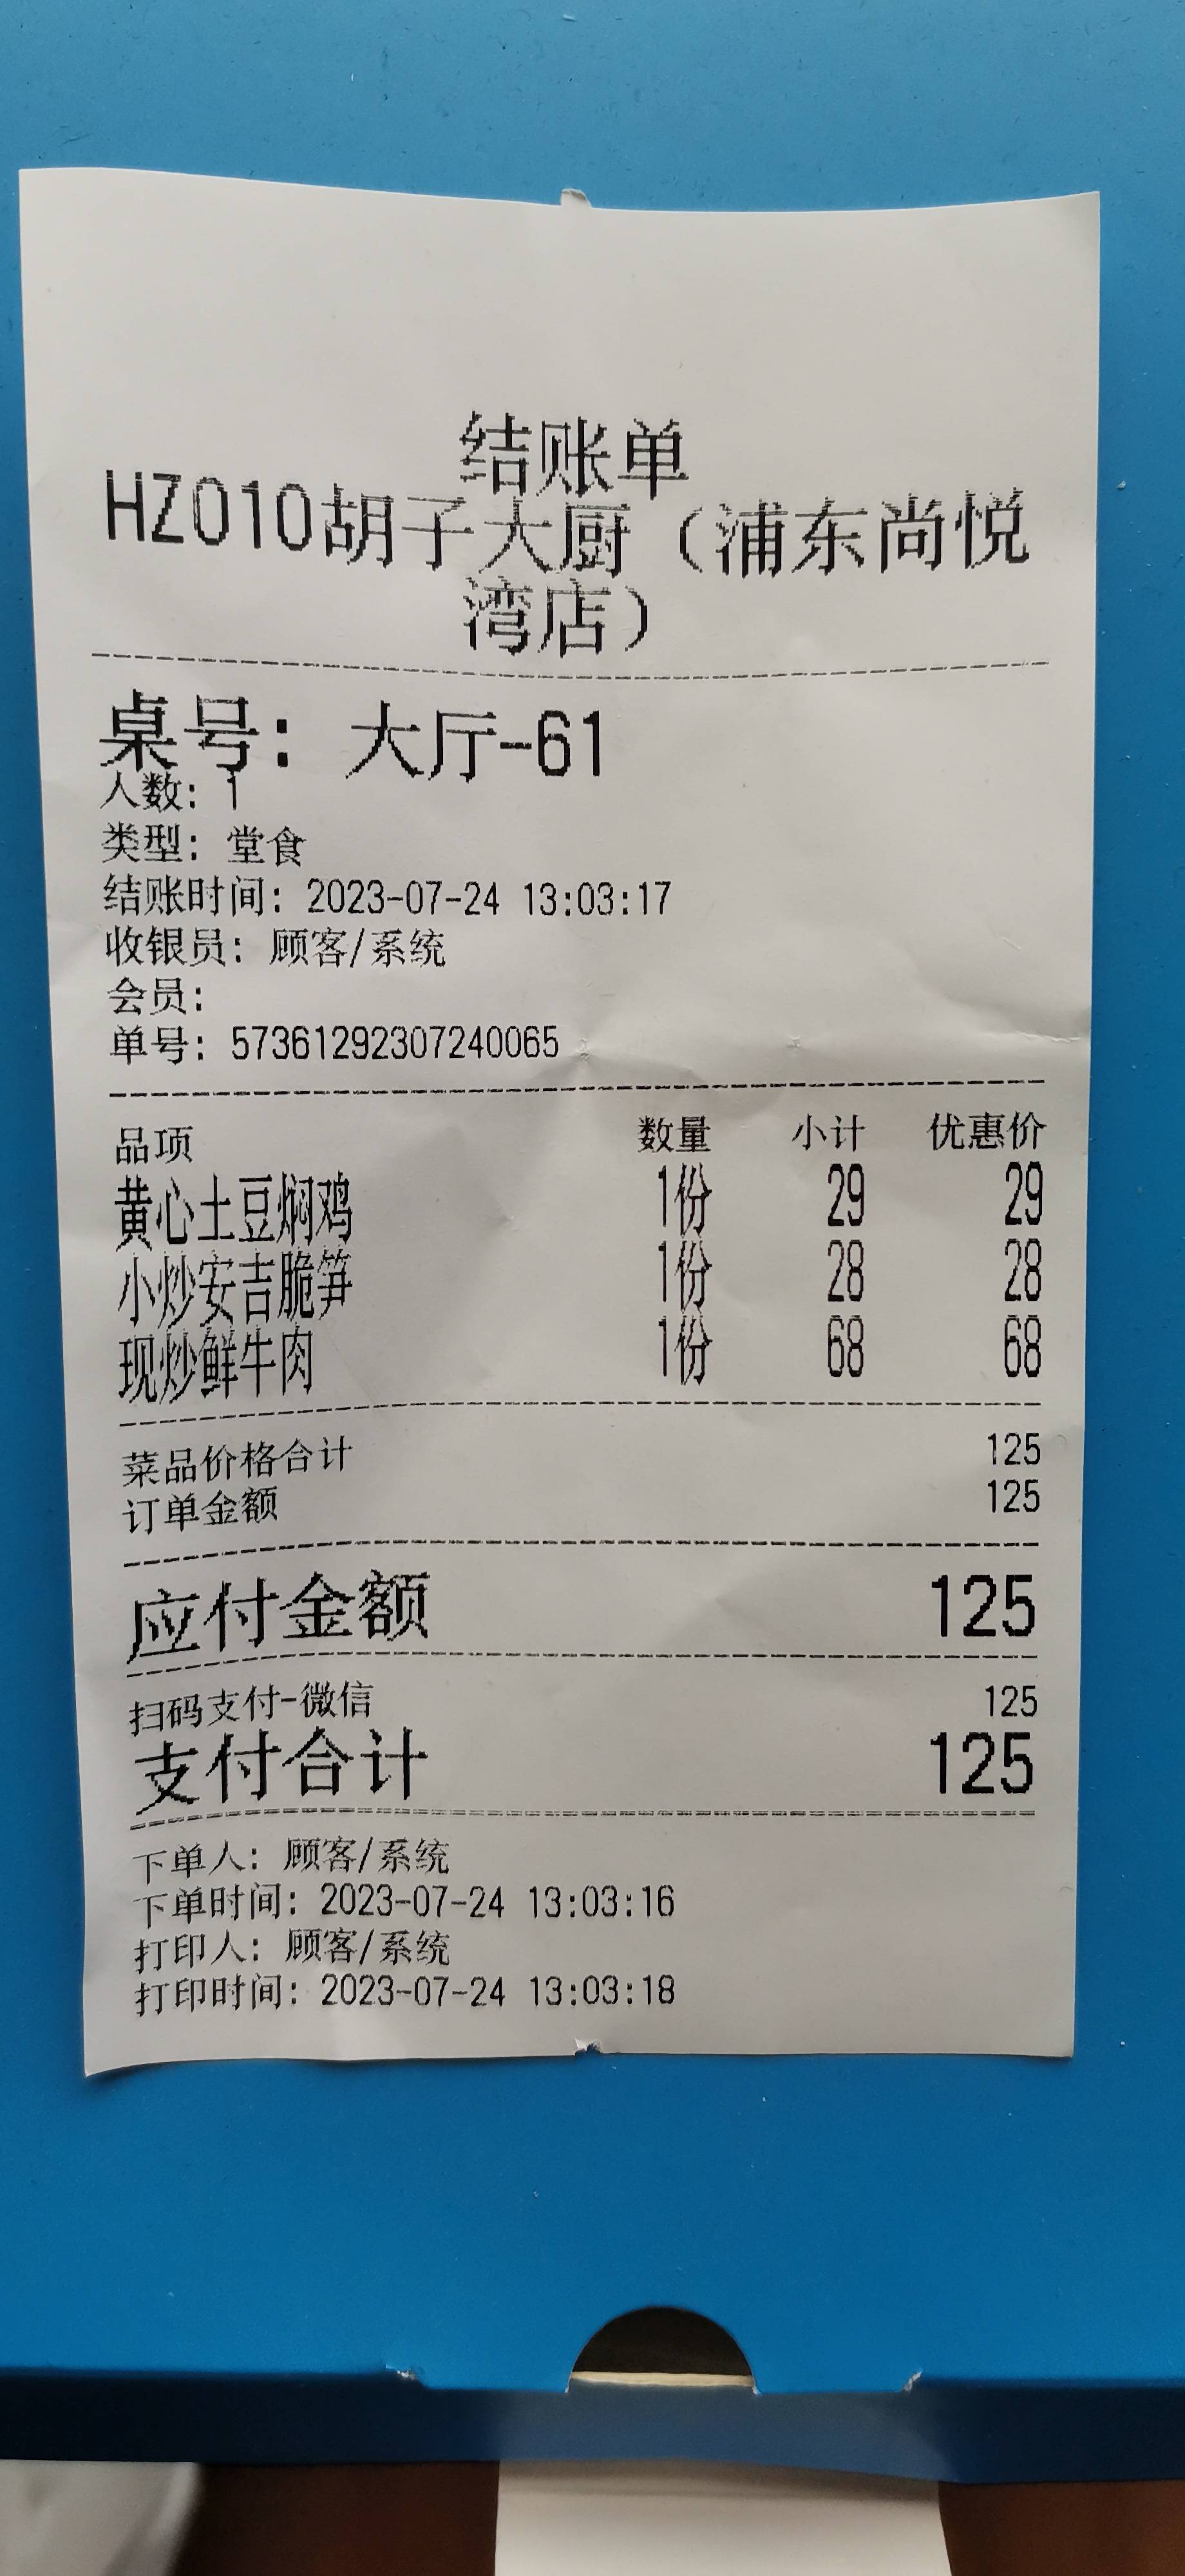 结账单
HZ010胡子大厨（浦东尚悦
湾店）
桌号：大厅-61
人数：1
类型：堂食
结账时间：2023-07-24 13:03:17
收银员：顾客/系统
会员：
单号：573612922307240065
品项 数量 小计 优惠价
黄心土豆焖鸡 1份 29 29
小炒安吉脆笋 1份 28 28
现炒鲜牛肉 1份 68 68
菜品价格合计 125
订单金额 125
应付金额 125
扫码支付-微信 125
支付合计 125
下单人：顾客/系统
下单时间：2023-07-24 13:03:16
打印人：顾客/系统
打印时间：2023-07-24 13:03:18